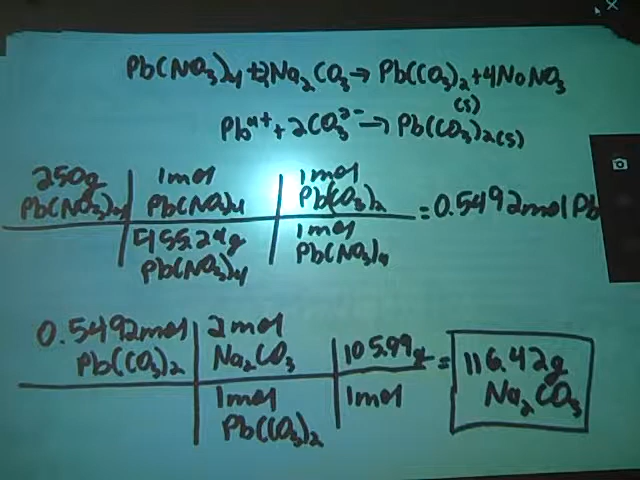 Pb(NO₃)₄ + 2Na₂CO₃ → Pb(CO₃)₂ + 4NaNO₃
(s)
Pb⁴⁺ + 2CO₃²⁻ → Pb(CO₃)₂(s)
250g 1mol 1mol
Pb(NO₃)₄ Pb(NO₃)₄ Pb(CO₃)₂ = 0.5492mol Pb
455.24g 1mol
Pb(NO₃)₄ Pb(NO₃)₄
0.5492mol 2mol 105.99g
Pb(CO₃)₂ Na₂CO₃ = 116.42g
1mol 1mol Na₂CO₃
Pb(CO₃)₂